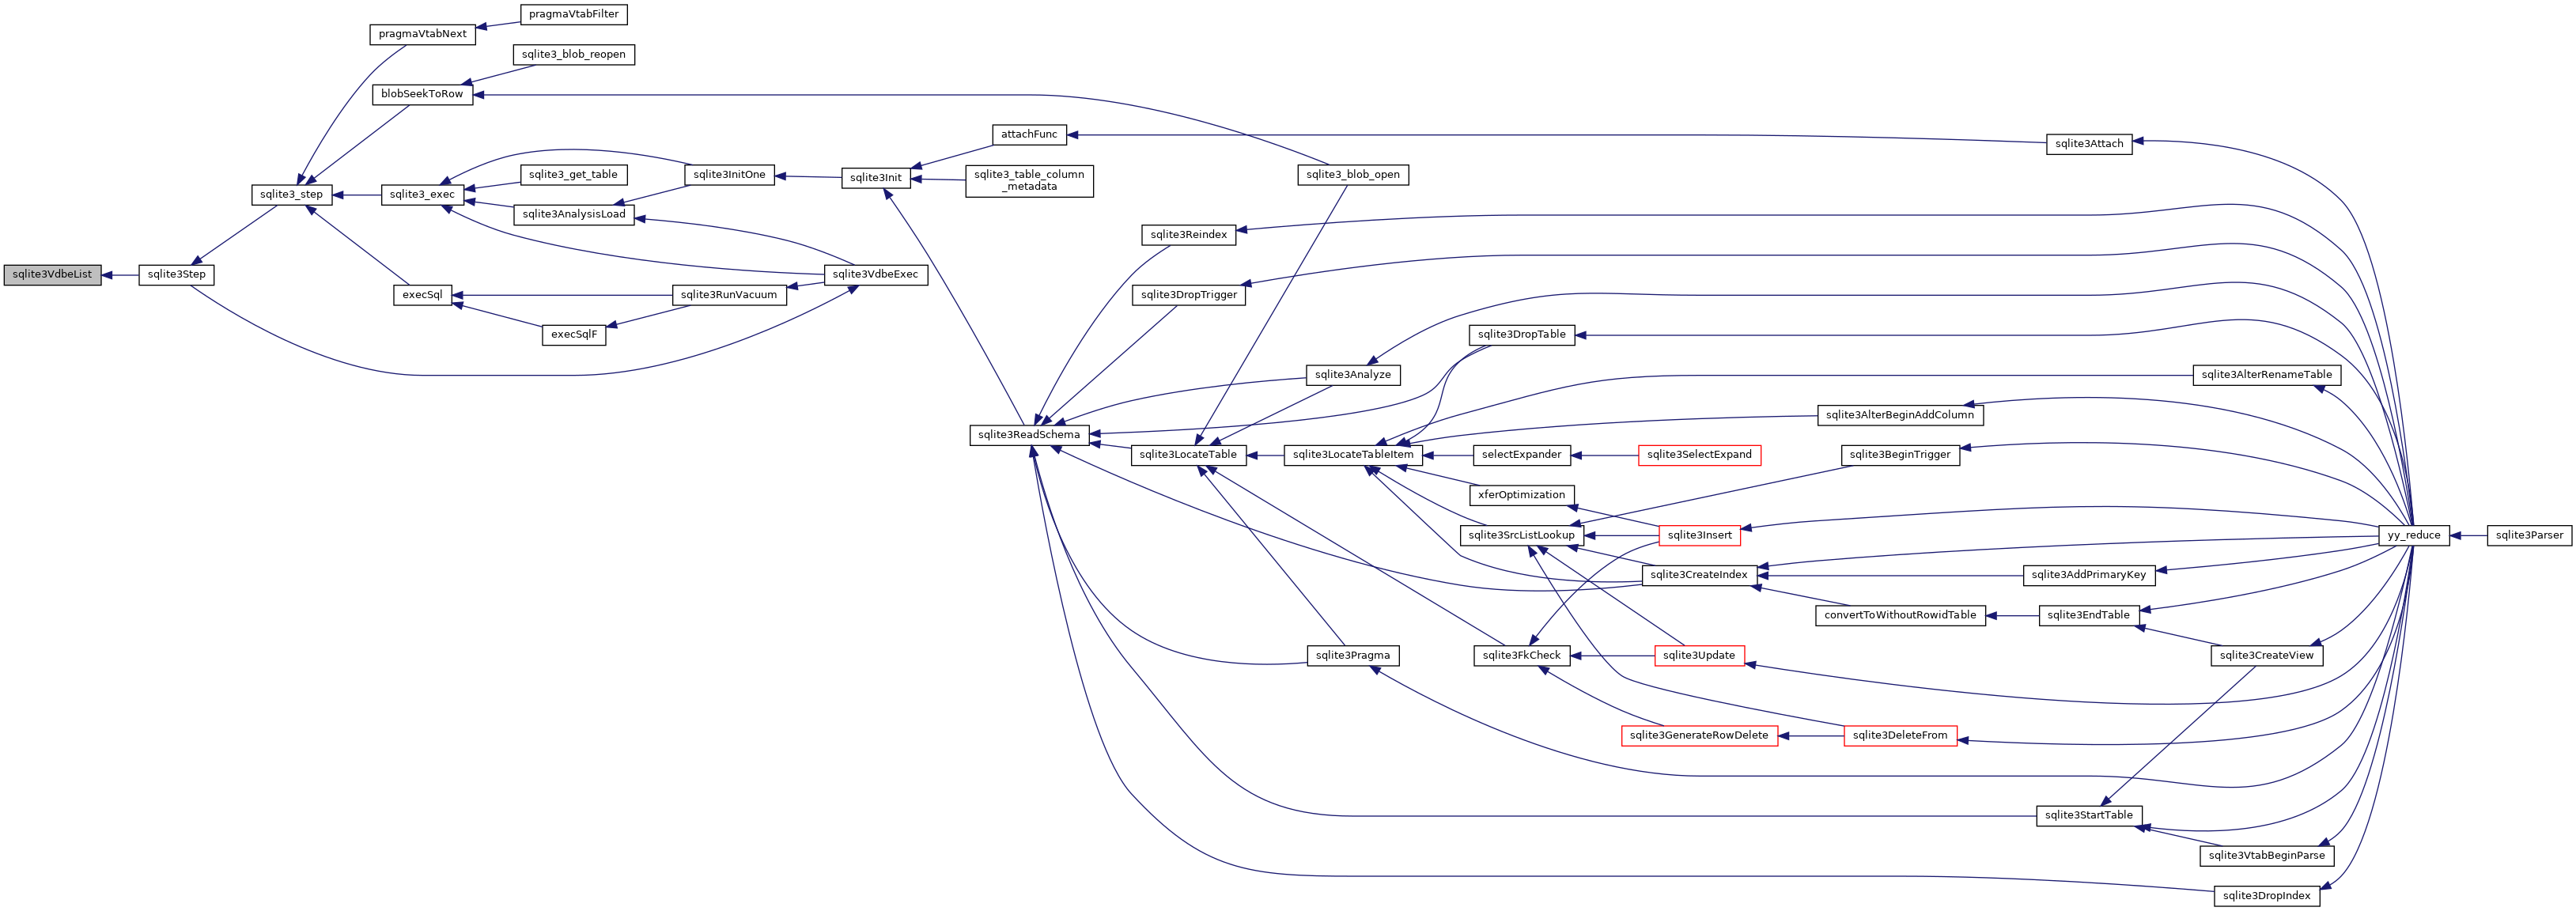 pragmaVtabFilter
pragmaVtabNext
sqlite3_blob_reopen
blobSeekToRow
attachFunc
sqlite3Attach
sqlite3_get_table
sqlite3InitOne
sqlite3Init
sqlite3_table_column
_metadata
sqlite3_blob_open
sqlite3_step
sqlite3_exec
sqlite3AnalysisLoad
sqlite3Reindex
sqlite3VdbeList
sqlite3Step
sqlite3VdbeExec
execSql
sqlite3RunVacuum
sqlite3DropTrigger
execSqlF
sqlite3DropTable
sqlite3Analyze
sqlite3AlterRenameTable
sqlite3AlterBeginAddColumn
sqlite3ReadSchema
sqlite3LocateTable
sqlite3LocateTableItem
selectExpander
sqlite3SelectExpand
sqlite3BeginTrigger
xferOptimization
sqlite3SrcListLookup
sqlite3Insert
yy_reduce
sqlite3Parser
sqlite3CreateIndex
sqlite3AddPrimaryKey
convertToWithoutRowidTable
sqlite3EndTable
sqlite3Pragma
sqlite3FkCheck
sqlite3Update
sqlite3CreateView
sqlite3GenerateRowDelete
sqlite3DeleteFrom
sqlite3StartTable
sqlite3VtabBeginParse
sqlite3DropIndex